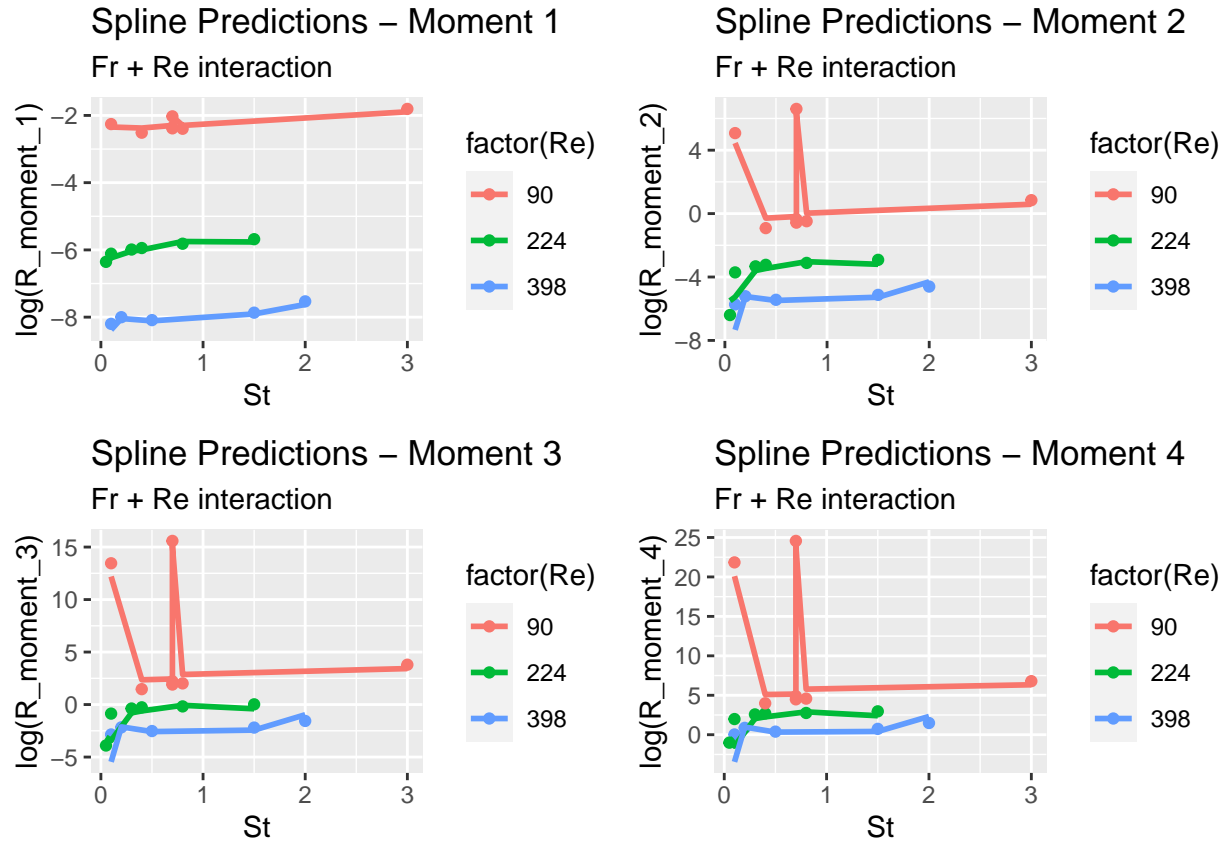 Spline Predictions – Moment 1
Fr + Re interaction
log(R_moment_1)
−2
−4
−6
−8
0 1 2 3
St
factor(Re)
90
224
398
Spline Predictions – Moment 2
Fr + Re interaction
log(R_moment_2)
4
0
−4
−8
0 1 2 3
St
factor(Re)
90
224
398
Spline Predictions – Moment 3
Fr + Re interaction
log(R_moment_3)
15
10
5
0
−5
0 1 2 3
St
factor(Re)
90
224
398
Spline Predictions – Moment 4
Fr + Re interaction
log(R_moment_4)
25
20
15
10
5
0
0 1 2 3
St
factor(Re)
90
224
398